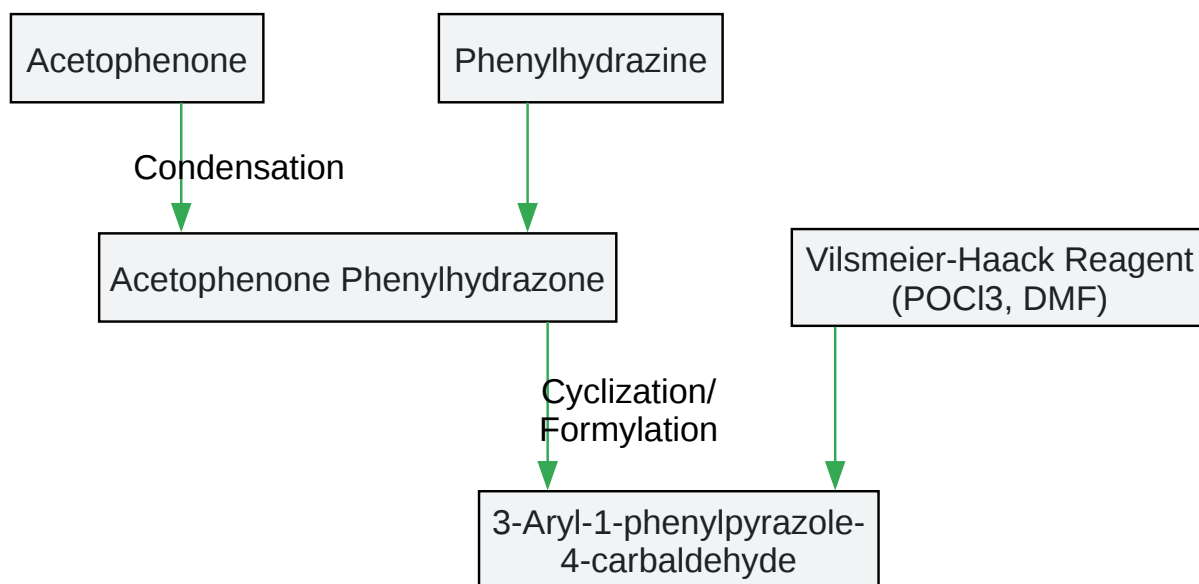 Acetophenone
Phenylhydrazine
Condensation
Acetophenone Phenylhydrazone
Vilsmeier-Haack Reagent
(POCl3, DMF)
Cyclization/
Formylation
3-Aryl-1-phenylpyrazole-
4-carbaldehyde